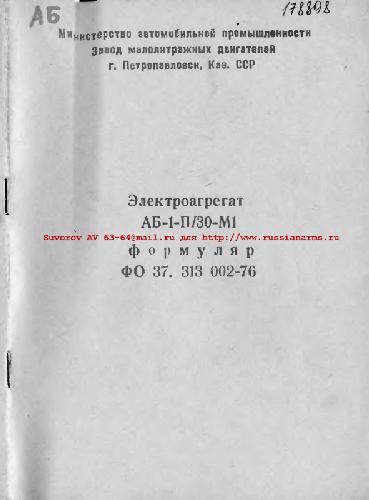 АБ
178898
Министерство автомобильной промышленности
Завод малолитражных двигателей
г. Петропавловск, Каз. ССР
Электроагрегат
АБ-1-П/30-М1
Suvorov AV 63-64@mail.ru для http://www.russianarms.ru
формуляр
ФО 37. 313 002-76